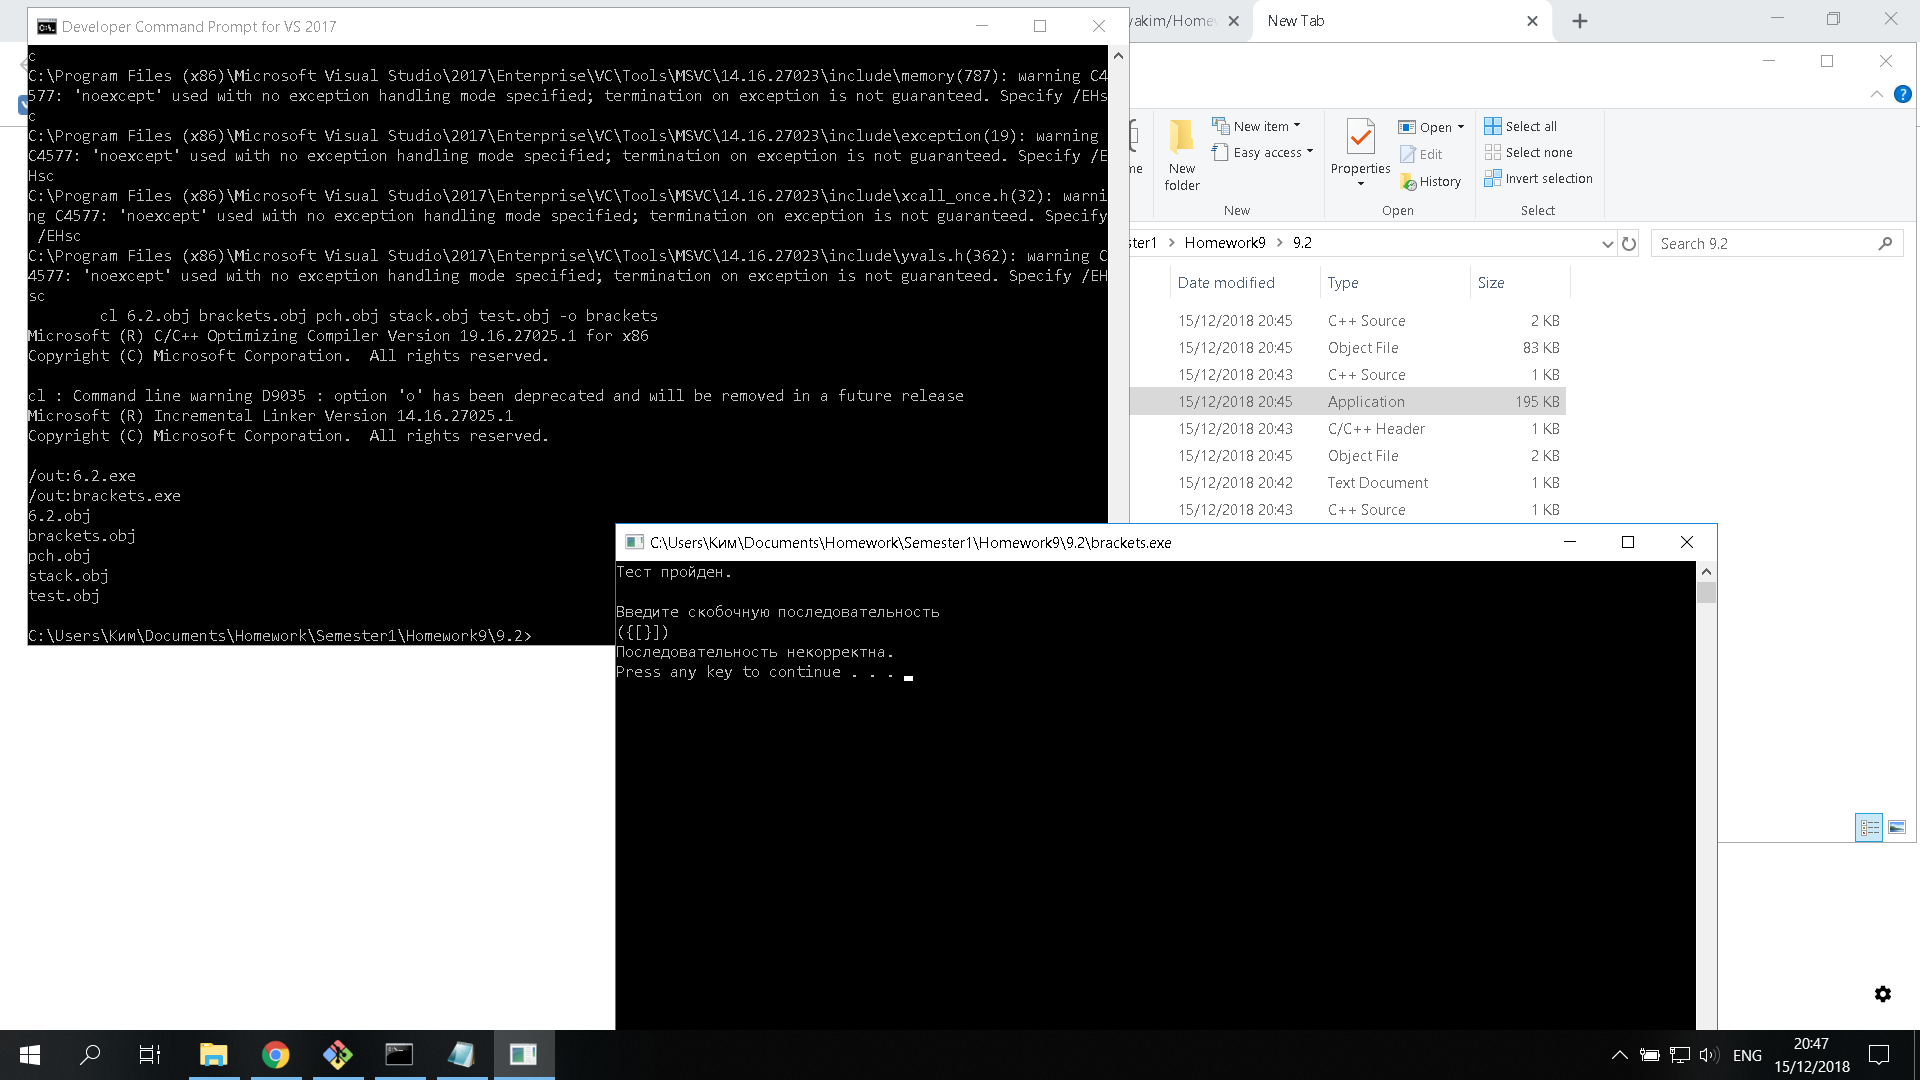 Developer Command Prompt for VS 2017
c
C:\Program Files (x86)\Microsoft Visual Studio\2017\Enterprise\VC\Tools\MSVC\14.16.27023\include\memory(787): warning C4
577: 'noexcept' used with no exception handling mode specified; termination on exception is not guaranteed. Specify /EHs
c
C:\Program Files (x86)\Microsoft Visual Studio\2017\Enterprise\VC\Tools\MSVC\14.16.27023\include\exception(19): warning
C4577: 'noexcept' used with no exception handling mode specified; termination on exception is not guaranteed. Specify /E
Hsc
C:\Program Files (x86)\Microsoft Visual Studio\2017\Enterprise\VC\Tools\MSVC\14.16.27023\include\xcall_once.h(32): warni
ng C4577: 'noexcept' used with no exception handling mode specified; termination on exception is not guaranteed. Specify
/EHsc
C:\Program Files (x86)\Microsoft Visual Studio\2017\Enterprise\VC\Tools\MSVC\14.16.27023\include\yvals.h(362): warning C
4577: 'noexcept' used with no exception handling mode specified; termination on exception is not guaranteed. Specify /EH
sc
cl 6.2.obj brackets.obj pch.obj stack.obj test.obj -o brackets
Microsoft (R) C/C++ Optimizing Compiler Version 19.16.27025.1 for x86
Copyright (C) Microsoft Corporation.  All rights reserved.
cl : Command line warning D9035 : option 'o' has been deprecated and will be removed in a future release
Microsoft (R) Incremental Linker Version 14.16.27025.1
Copyright (C) Microsoft Corporation.  All rights reserved.
/out:6.2.exe
/out:brackets.exe
6.2.obj
brackets.obj
pch.obj
stack.obj
test.obj
C:\Users\Ким\Documents\Homework\Semester1\Homework9\9.2>
yakim/Home
New Tab
New item
Easy access
New
folder
New
Properties
Open
Edit
History
Open
Select all
Select none
Invert selection
Select
ster1 > Homework9 > 9.2
Search 9.2
Date modified Type Size
15/12/2018 20:45 C++ Source 2 KB
15/12/2018 20:45 Object File 83 KB
15/12/2018 20:43 C++ Source 1 KB
15/12/2018 20:45 Application 195 KB
15/12/2018 20:43 C/C++ Header 1 KB
15/12/2018 20:45 Object File 2 KB
15/12/2018 20:42 Text Document 1 KB
15/12/2018 20:43 C++ Source 1 KB
C:\Users\Ким\Documents\Homework\Semester1\Homework9\9.2\brackets.exe
Тест пройден.
Введите скобочную последовательность
({[}])
Последовательность некорректна.
Press any key to continue . . .
ENG
20:47
15/12/2018